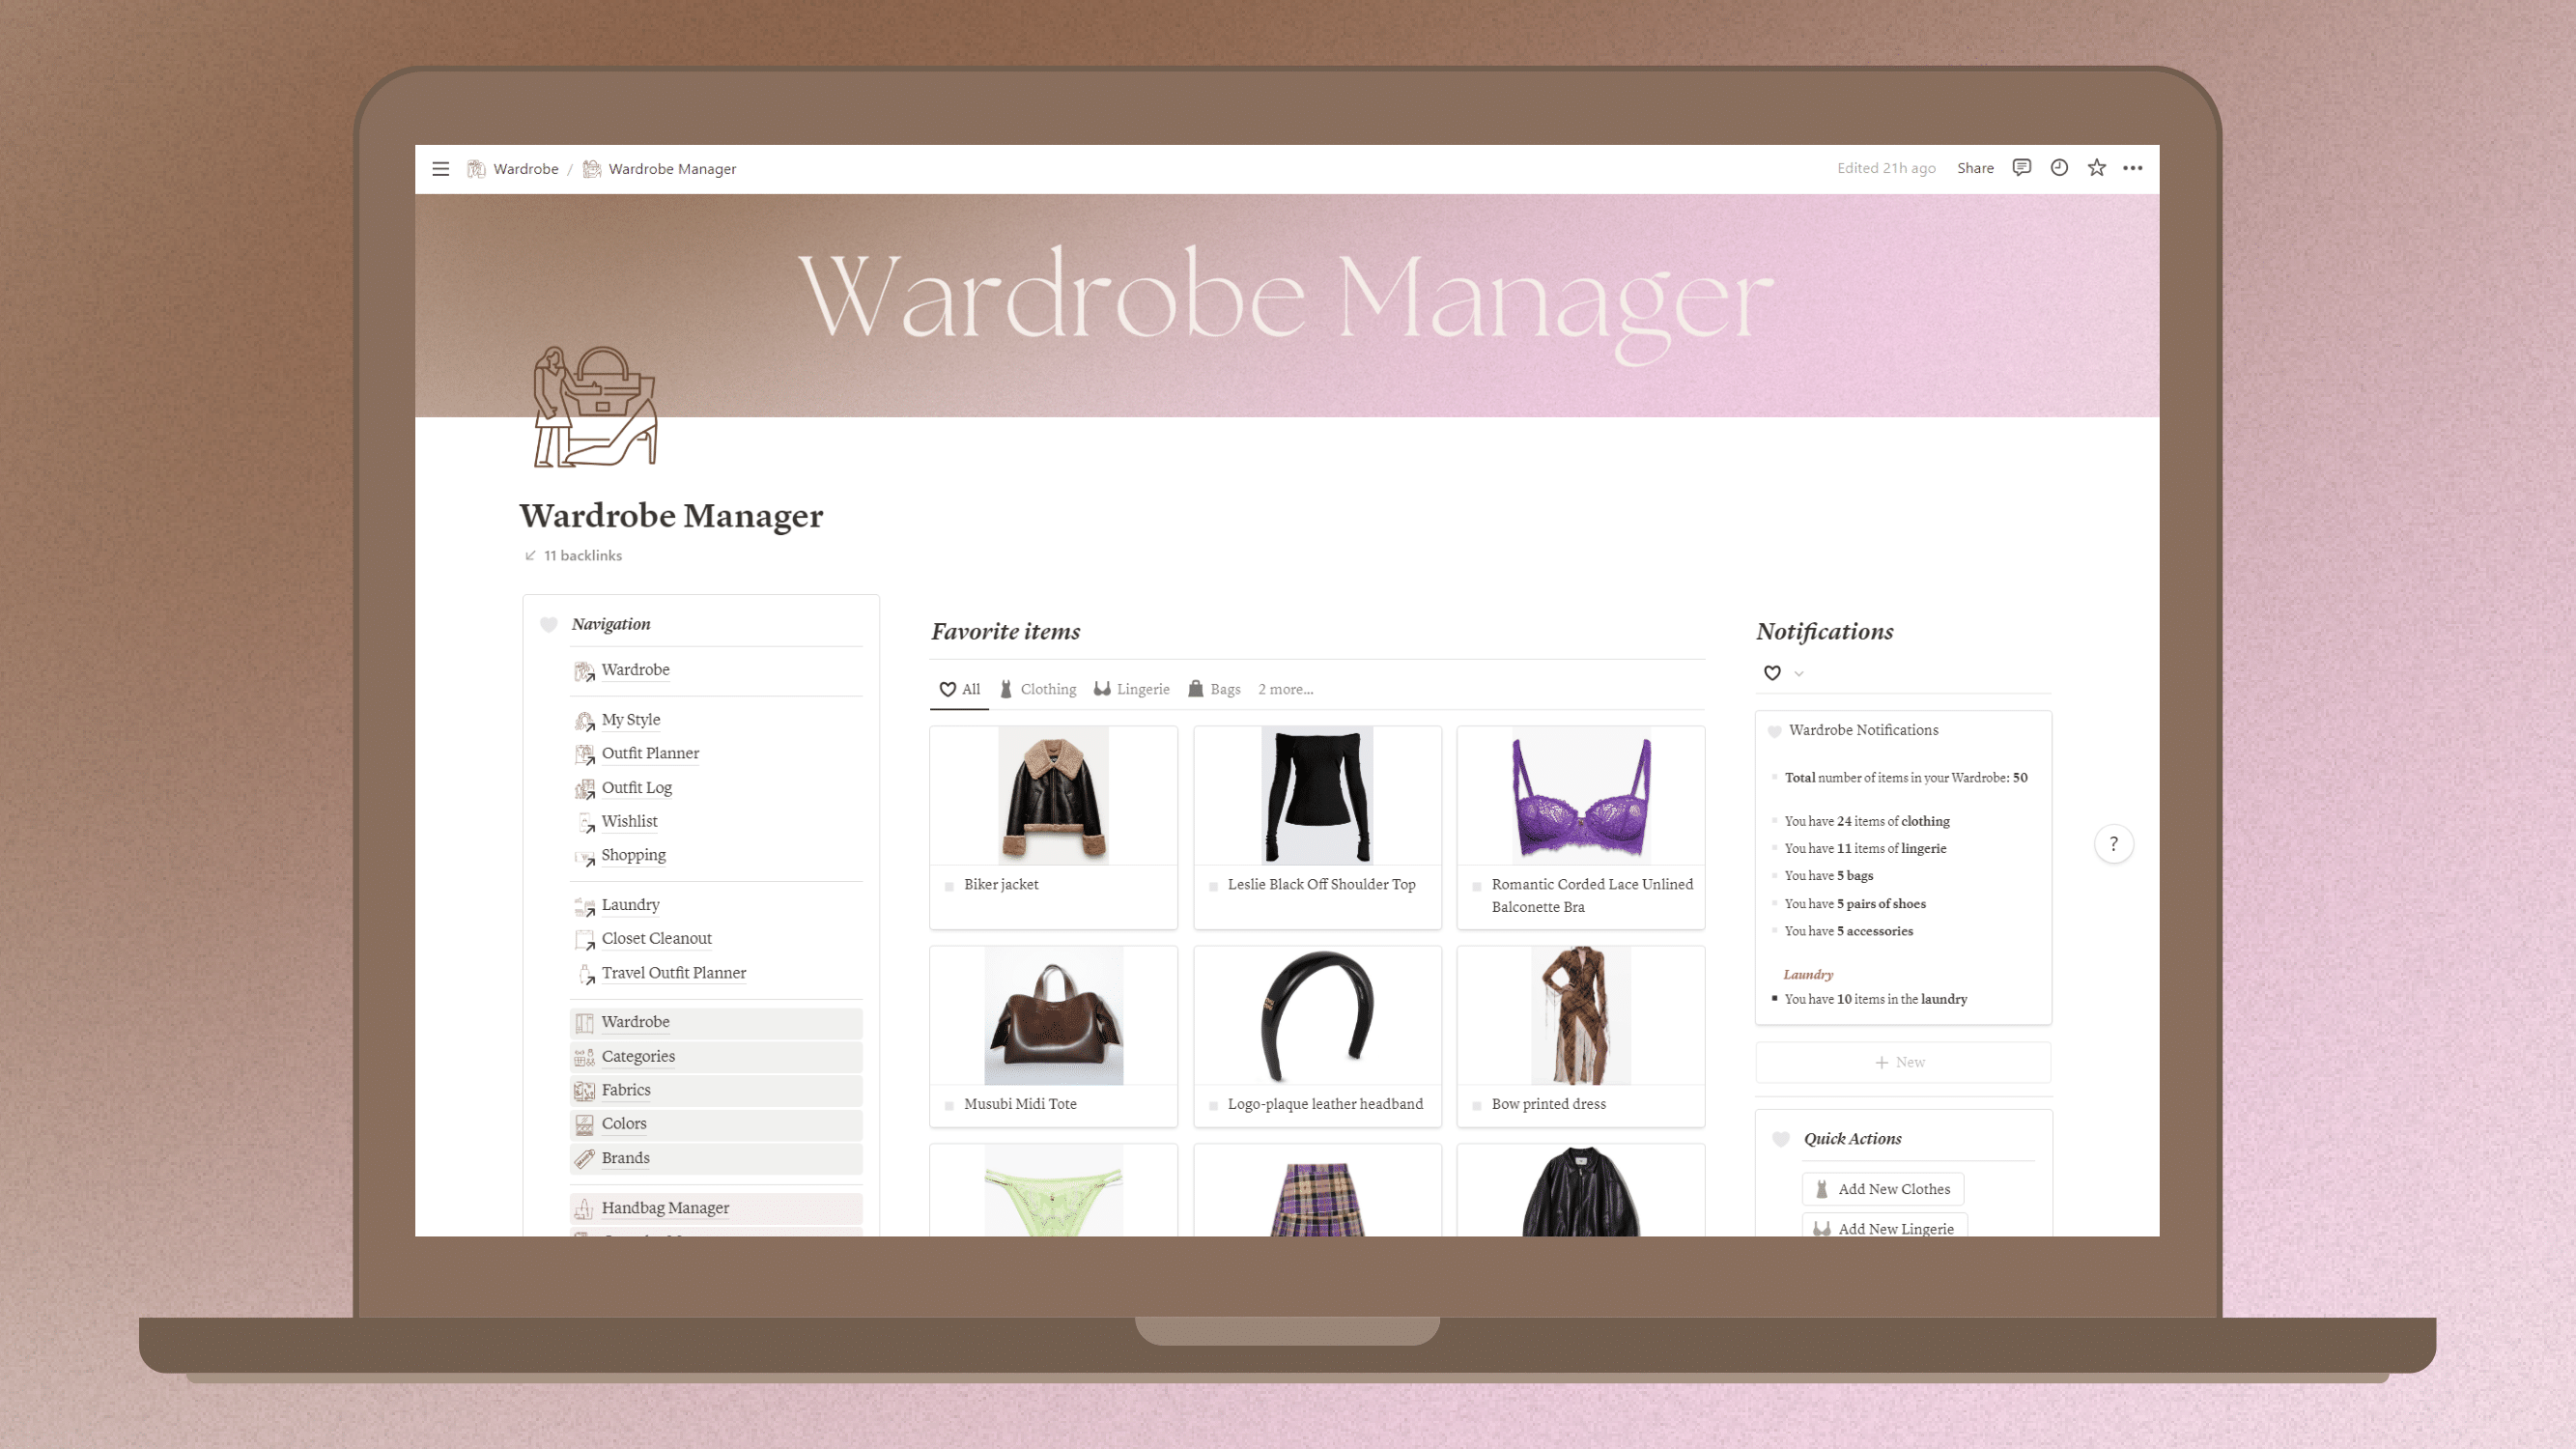 Wardrobe / Wardrobe Manager
Edited 21h ago Share
Wardrobe Manager
Wardrobe Manager
11 backlinks
Navigation
Wardrobe
My Style
Outfit Planner
Outfit Log
Wishlist
Shopping
Laundry
Closet Cleanout
Travel Outfit Planner
Wardrobe
Categories
Fabrics
Colors
Brands
Handbag Manager
Favorite items
All Clothing Lingerie Bags 2 more...
Biker jacket
Leslie Black Off Shoulder Top
Romantic Corded Lace Unlined
Balconette Bra
Musubi Midi Tote
Logo-plaque leather headband
Bow printed dress
Notifications
Wardrobe Notifications
Total number of items in your Wardrobe: 50
You have 24 items of clothing
You have 11 items of lingerie
You have 5 bags
You have 5 pairs of shoes
You have 5 accessories
Laundry
You have 10 items in the laundry
+ New
Quick Actions
Add New Clothes
Add New Lingerie
?